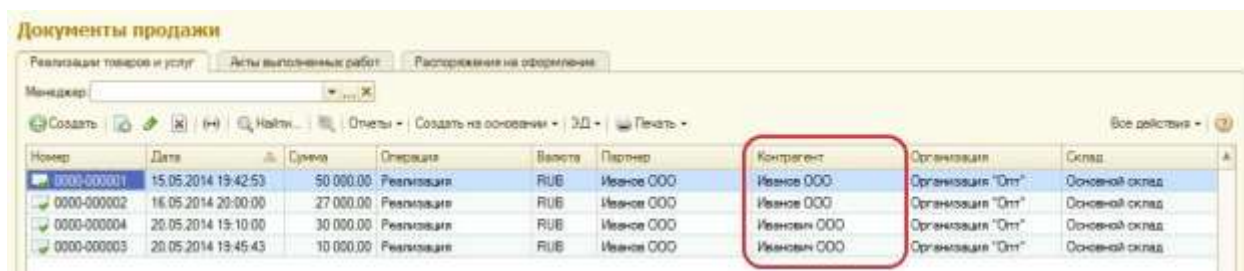 Документы продажи
Реализации товаров и услуг Акты выполненных работ Распоряжения на оформление
Менеджер:
Создать Найти... Отчеты Создать на основании ЭД Печать Все действия
Номер Дата Сумма Операция Валюта Партнер Контрагент Организация Склад
0000-000001 15.05.2014 19:42:53 50 000.00 Реализация RUB Иванов ООО Иванов ООО Организация "Опт" Основной склад
0000-000002 16.05.2014 20:00:00 27 000.00 Реализация RUB Иванов ООО Иванов ООО Организация "Опт" Основной склад
0000-000004 20.05.2014 19:10:00 30 000.00 Реализация RUB Иванов ООО Иванович ООО Организация "Опт" Основной склад
0000-000003 20.05.2014 19:45:43 10 000.00 Реализация RUB Иванов ООО Иванович ООО Организация "Опт" Основной склад